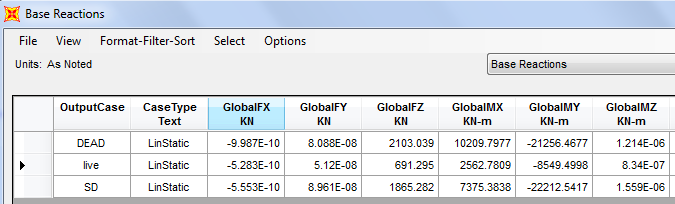 Base Reactions
File View Format-Filter-Sort Select Options
Units: As Noted
Base Reactions
OutputCase CaseType GlobalFX GlobalFY GlobalFZ GlobalMX GlobalMY GlobalMZ
Text KN KN KN KN-m KN-m KN-m
DEAD LinStatic -9.987E-10 8.088E-08 2103.039 10209.7977 -21256.4677 1.214E-06
live LinStatic -5.283E-10 5.12E-08 691.295 2562.7809 -8549.4998 8.34E-07
SD LinStatic -5.553E-10 8.961E-08 1865.282 7375.3838 -22212.5417 1.559E-06